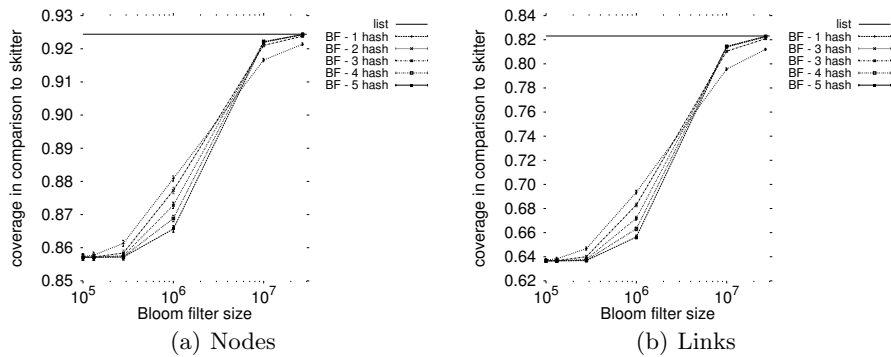 coverage in comparison to skitter
0.93
0.92
0.91
0.90
0.89
0.88
0.87
0.86
0.85
10^5
10^6
10^7
Bloom filter size
list
BF - 1 hash
BF - 2 hash
BF - 3 hash
BF - 4 hash
BF - 5 hash
(a) Nodes
coverage in comparison to skitter
0.84
0.82
0.80
0.78
0.76
0.74
0.72
0.70
0.68
0.66
0.64
0.62
10^5
10^6
10^7
Bloom filter size
list
BF - 1 hash
BF - 3 hash
BF - 3 hash
BF - 4 hash
BF - 5 hash
(b) Links